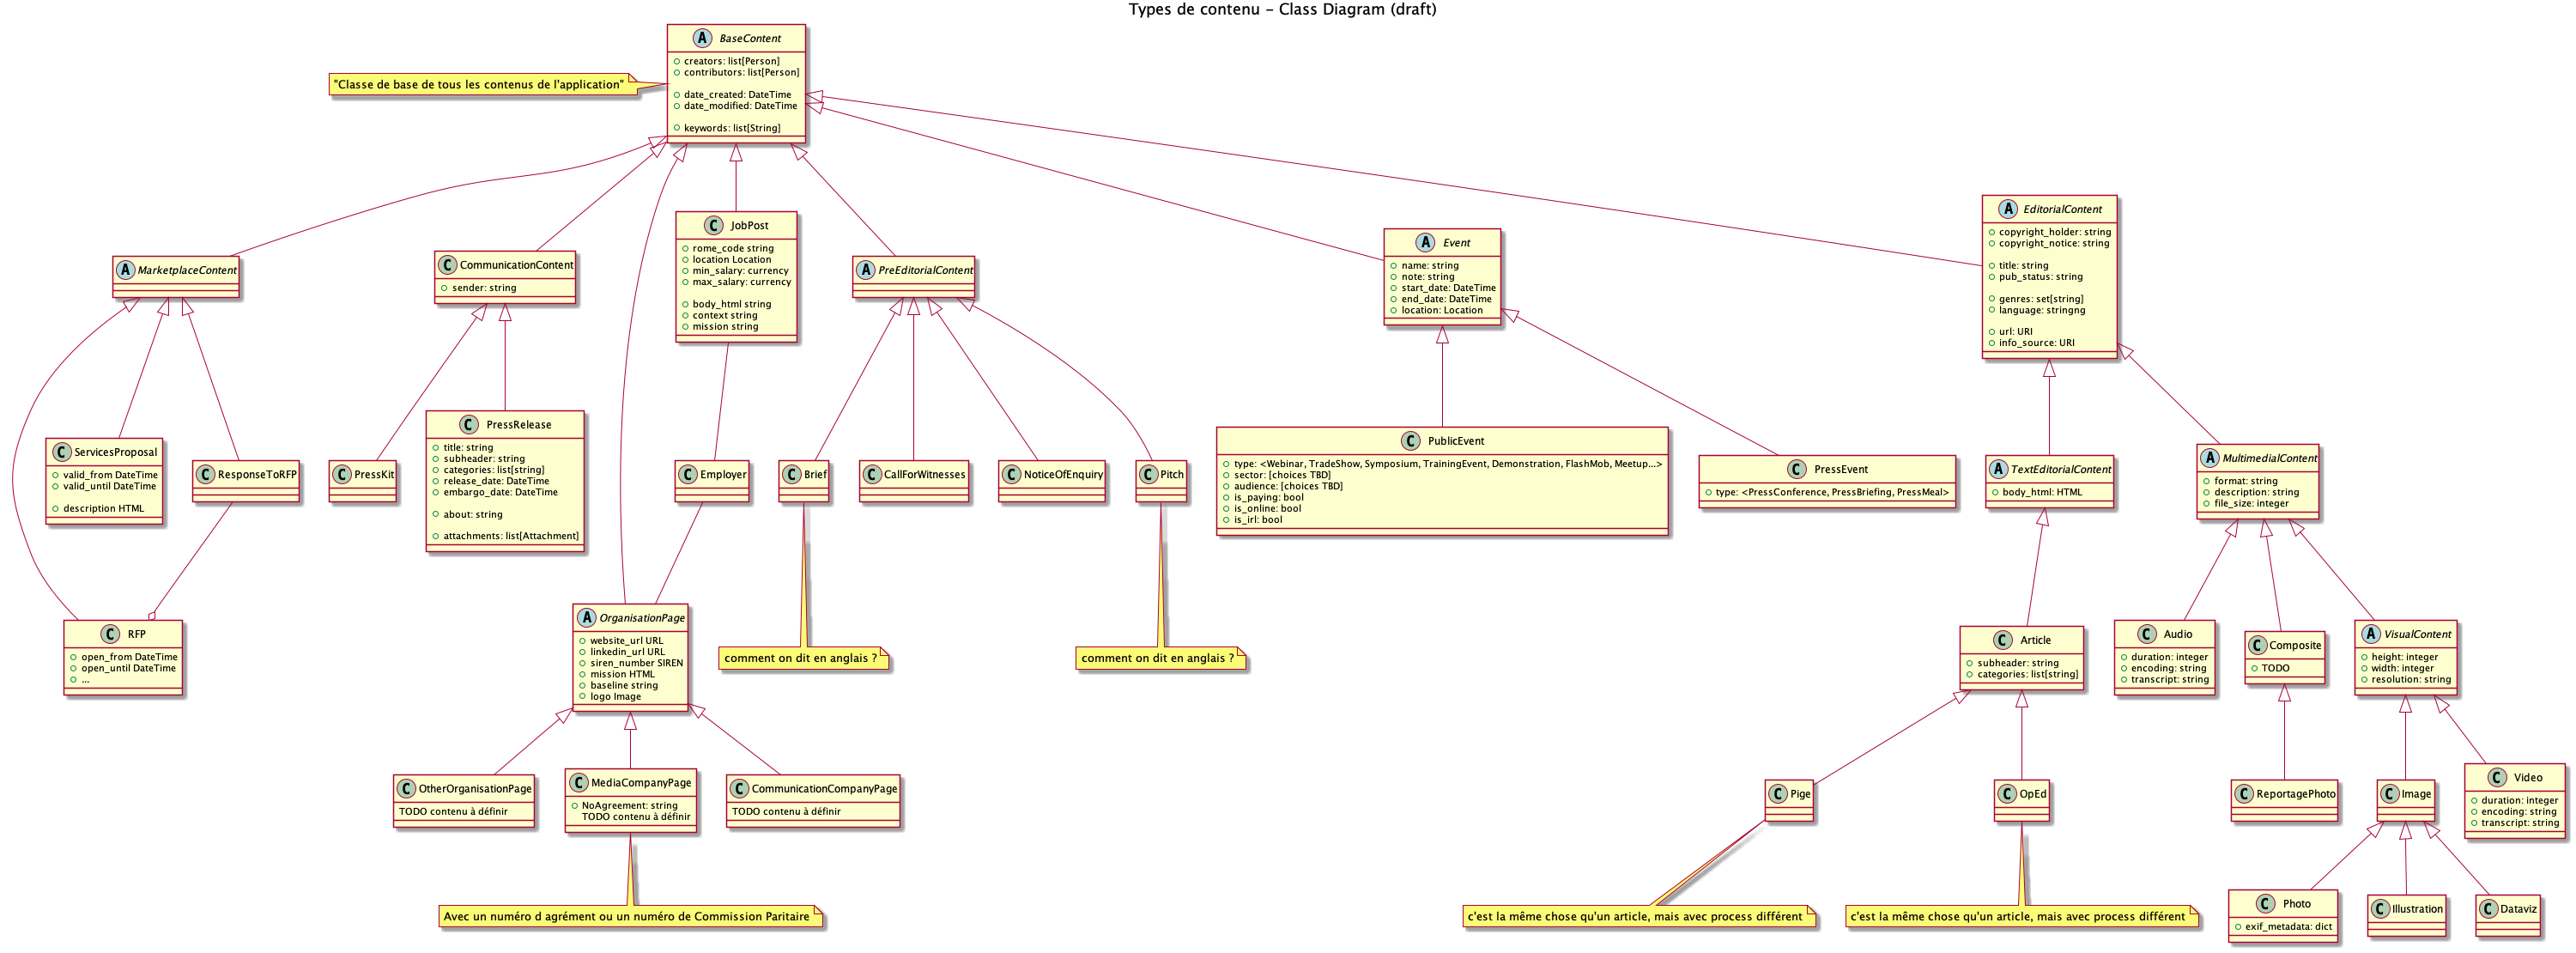 Types de contenu - Class Diagram (draft)
A BaseContent
creators: list[Person]
contributors: list[Person]
date_created: DateTime
date_modified: DateTime
keywords: list[String]
"Classe de base de tous les contenus de l'application"
A MarketplaceContent
C CommunicationContent
sender: string
C JobPost
rome_code string
location Location
min_salary: currency
max_salary: currency
body_html string
context string
mission string
A PreEditorialContent
A Event
name: string
note: string
start_date: DateTime
end_date: DateTime
location: Location
A EditorialContent
copyright_holder: string
copyright_notice: string
title: string
pub_status: string
genres: set[string]
language: stringng
url: URI
info_source: URI
C ServicesProposal
valid_from DateTime
valid_until DateTime
description HTML
C ResponseToRFP
C PressKit
C PressRelease
title: string
subheader: string
categories: list[string]
release_date: DateTime
embargo_date: DateTime
about: string
attachments: list[Attachment]
C Employer
C Brief
C CallForWitnesses
C NoticeOfEnquiry
C Pitch
C PublicEvent
type: <Webinar, TradeShow, Symposium, TrainingEvent, Demonstration, FlashMob, Meetup...>
sector: [choices TBD]
audience: [choices TBD]
is_paying: bool
is_online: bool
is_irl: bool
C PressEvent
type: <PressConference, PressBriefing, PressMeal>
A TextEditorialContent
body_html: HTML
A MultimedialContent
format: string
description: string
file_size: integer
C RFP
open_from DateTime
open_until DateTime
...
A OrganisationPage
website_url URL
linkedin_url URL
siren_number SIREN
mission HTML
baseline string
logo Image
comment on dit en anglais ?
comment on dit en anglais ?
C Article
subheader: string
categories: list[string]
C Audio
duration: integer
encoding: string
transcript: string
C Composite
TODO
A VisualContent
height: integer
width: integer
resolution: string
C OtherOrganisationPage
TODO contenu à définir
C MediaCompanyPage
NoAgreement: string
TODO contenu à définir
C CommunicationCompanyPage
TODO contenu à définir
C Pige
C OpEd
C ReportagePhoto
C Image
C Video
duration: integer
encoding: string
transcript: string
Avec un numéro d agrément ou un numéro de Commission Paritaire
c'est la même chose qu'un article, mais avec process différent
c'est la même chose qu'un article, mais avec process différent
C Photo
exif_metadata: dict
C Illustration
C Dataviz